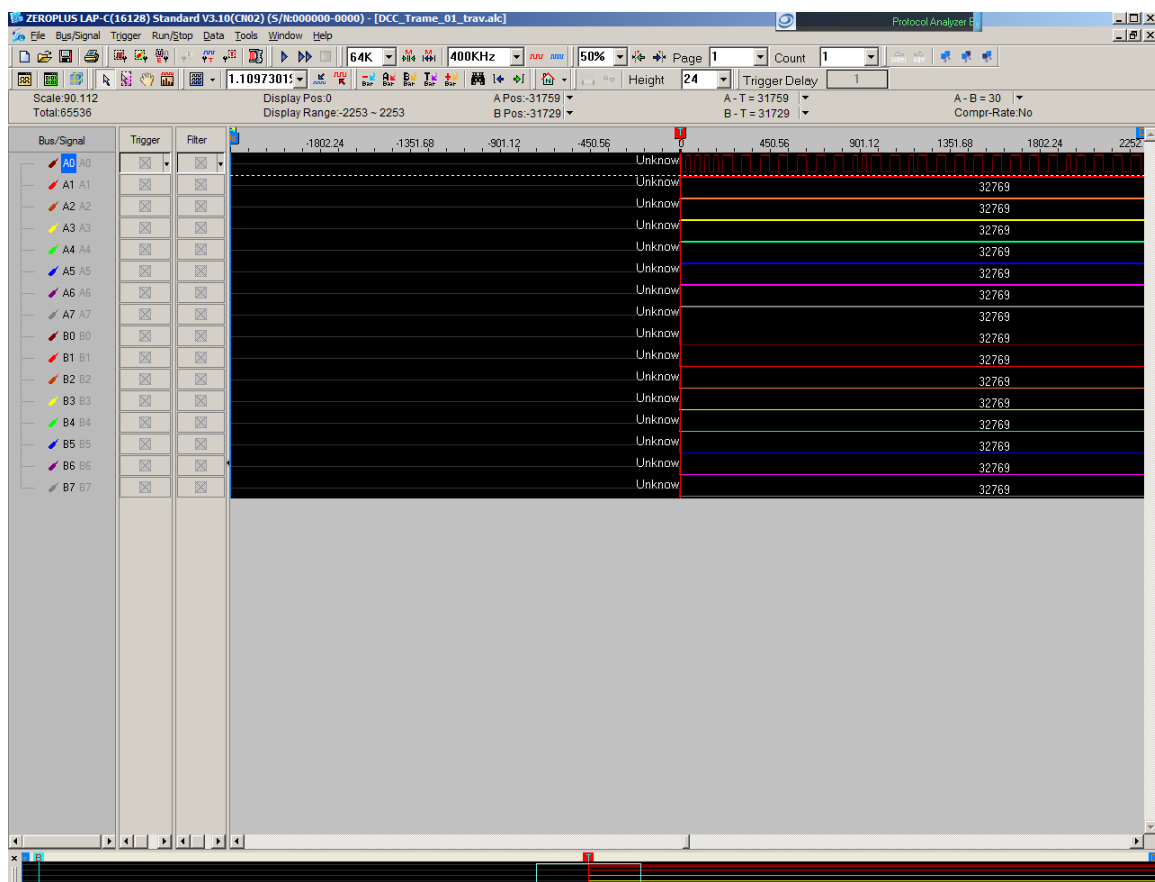 ZEROPLUS LAP-C(16128) Standard V3.10(CN02) (S/N:000000-0000) - [DCC_Trame_01_trav.alc]
Protocol Analyzer
File Bus/Signal Trigger Run/Stop Data Tools Window Help
64K 400KHz 50% Page 1 Count 1
Height 24 Trigger Delay 1
Scale:90.112 Display Pos:0 A Pos:-31759 A - T = 31759 A - B = 30
Total:65536 Display Range:-2253 ~ 2253 B Pos:-31729 B - T = 31729 Compr-Rate:No
Bus/Signal Trigger Filter -1802.24 -1351.68 -901.12 -450.56 T 0 450.56 901.12 1351.68 1802.24 2252
A0 A0 Unknow
A1 A1 Unknow 32769
A2 A2 Unknow 32769
A3 A3 Unknow 32769
A4 A4 Unknow 32769
A5 A5 Unknow 32769
A6 A6 Unknow 32769
A7 A7 Unknow 32769
B0 B0 Unknow 32769
B1 B1 Unknow 32769
B2 B2 Unknow 32769
B3 B3 Unknow 32769
B4 B4 Unknow 32769
B5 B5 Unknow 32769
B6 B6 Unknow 32769
B7 B7 Unknow 32769
B T